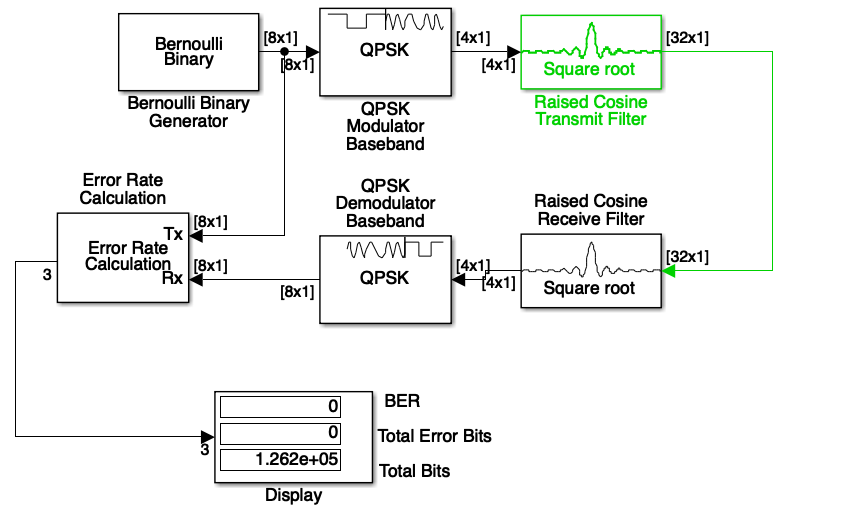 Bernoulli
Binary
[8x1]
[8x1]
Bernoulli Binary
Generator
QPSK
QPSK
Modulator
Baseband
[4x1]
[4x1]
Square root
[32x1]
Raised Cosine
Transmit Filter
Error Rate
Calculation
Tx
[8x1]
Error Rate
Calculation
Rx
[8x1]
3
[8x1]
QPSK
Demodulator
Baseband
QPSK
[4x1]
[4x1]
Raised Cosine
Receive Filter
Square root
[32x1]
3
0
BER
0
Total Error Bits
1.262e+05
Total Bits
Display